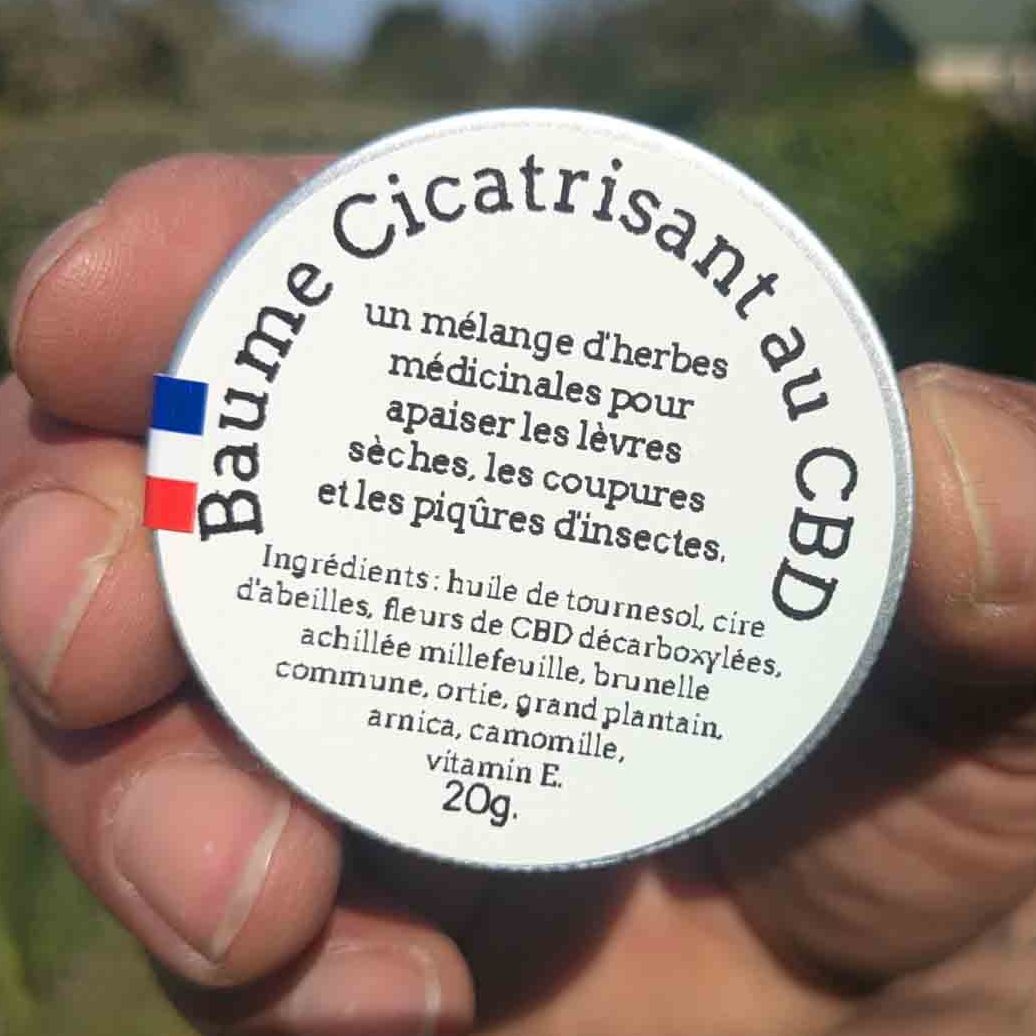 Baume Cicatrisant au CBD
un mélange d'herbes
médicinales pour
apaiser les lèvres
sèches, les coupures
et les piqûres d'insectes.
Ingrédients: huile de tournesol, cire
d'abeilles, fleurs de CBD décarboxylées,
achillée millefeuille, brunelle
commune, ortie, grand plantain,
arnica, camomille,
vitamin E.
20g.